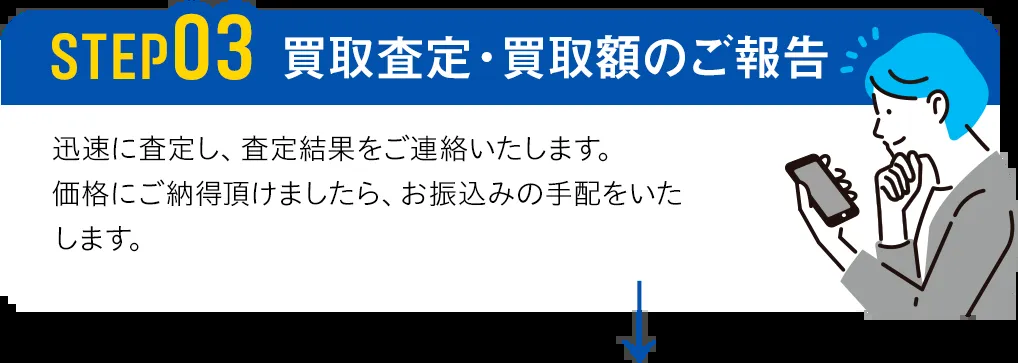 STEP03 買取査定・買取額のご報告
迅速に査定し、査定結果をご連絡いたします。
価格にご納得頂けましたら、お振込みの手配をいた
します。